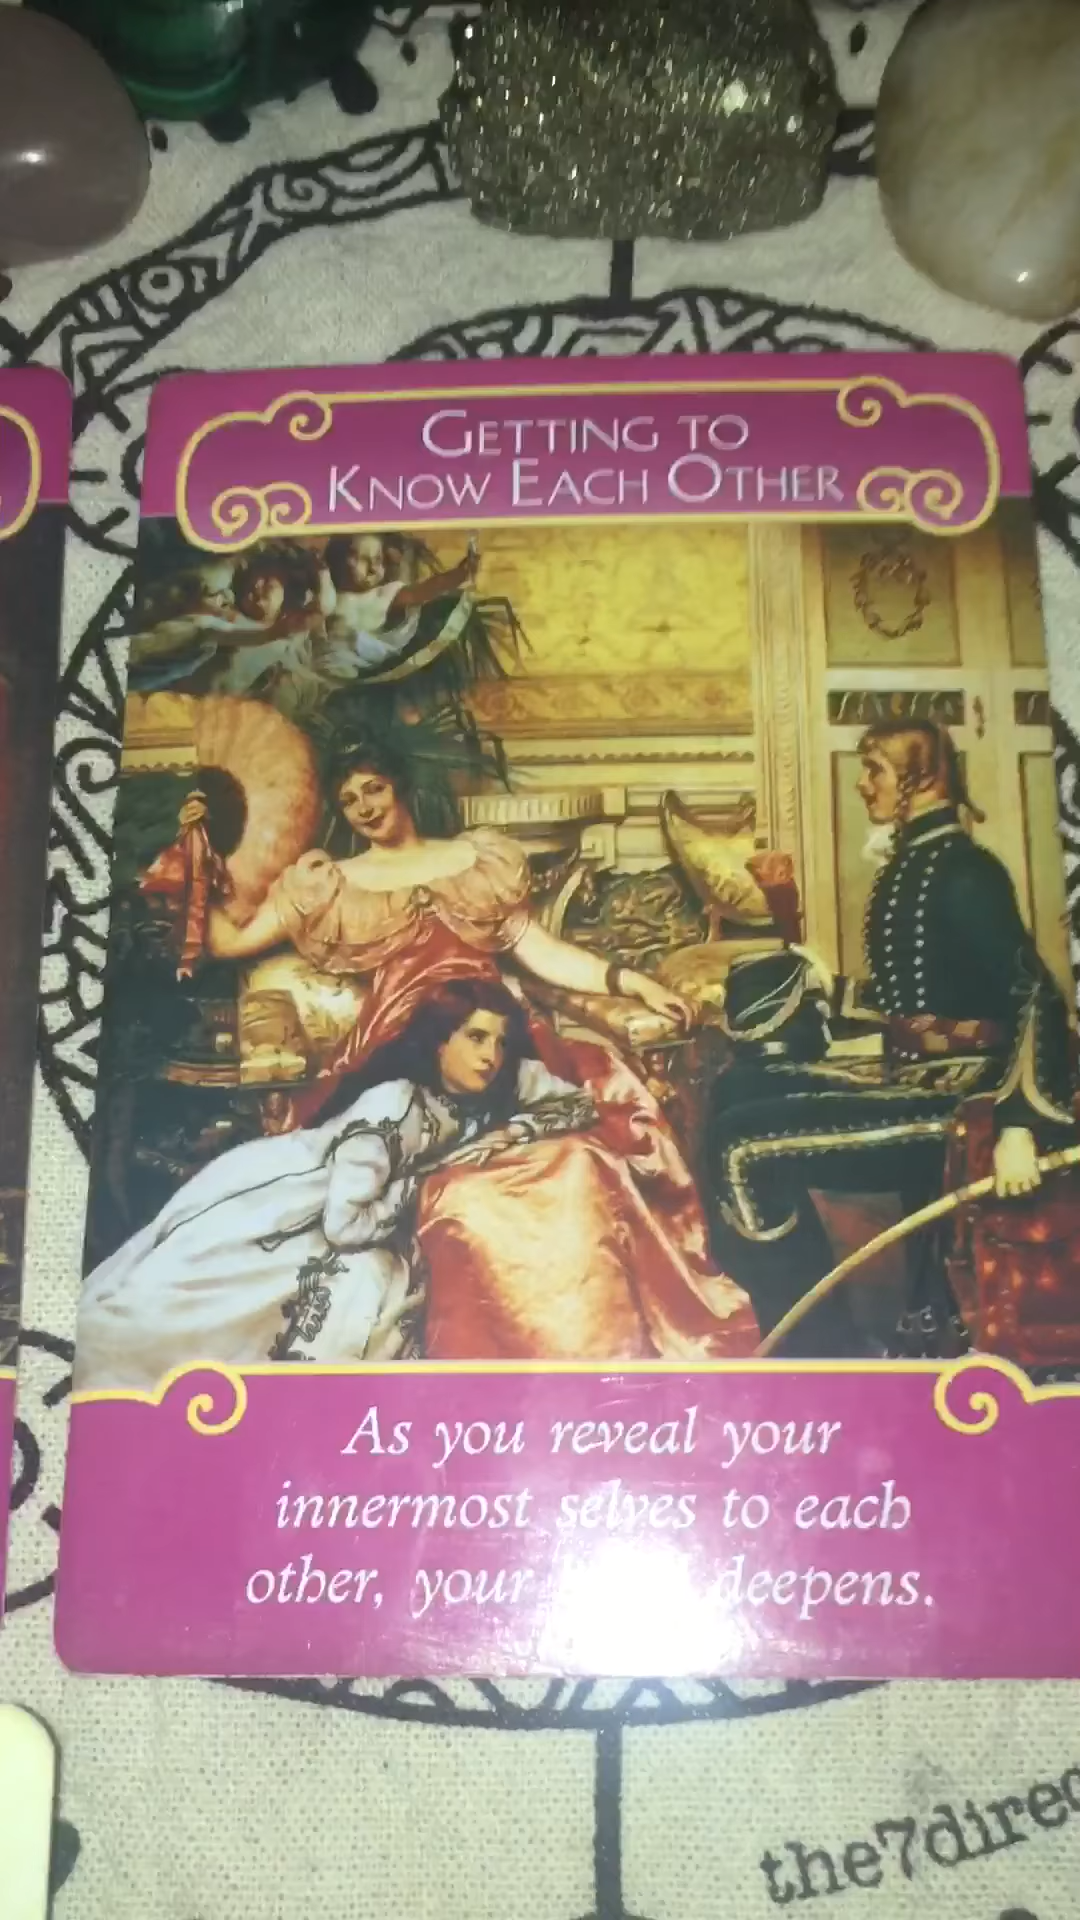 GETTING TO
KNOW EACH OTHER
As you reveal your
innermost selves to each
other, your deepens.
the7direc